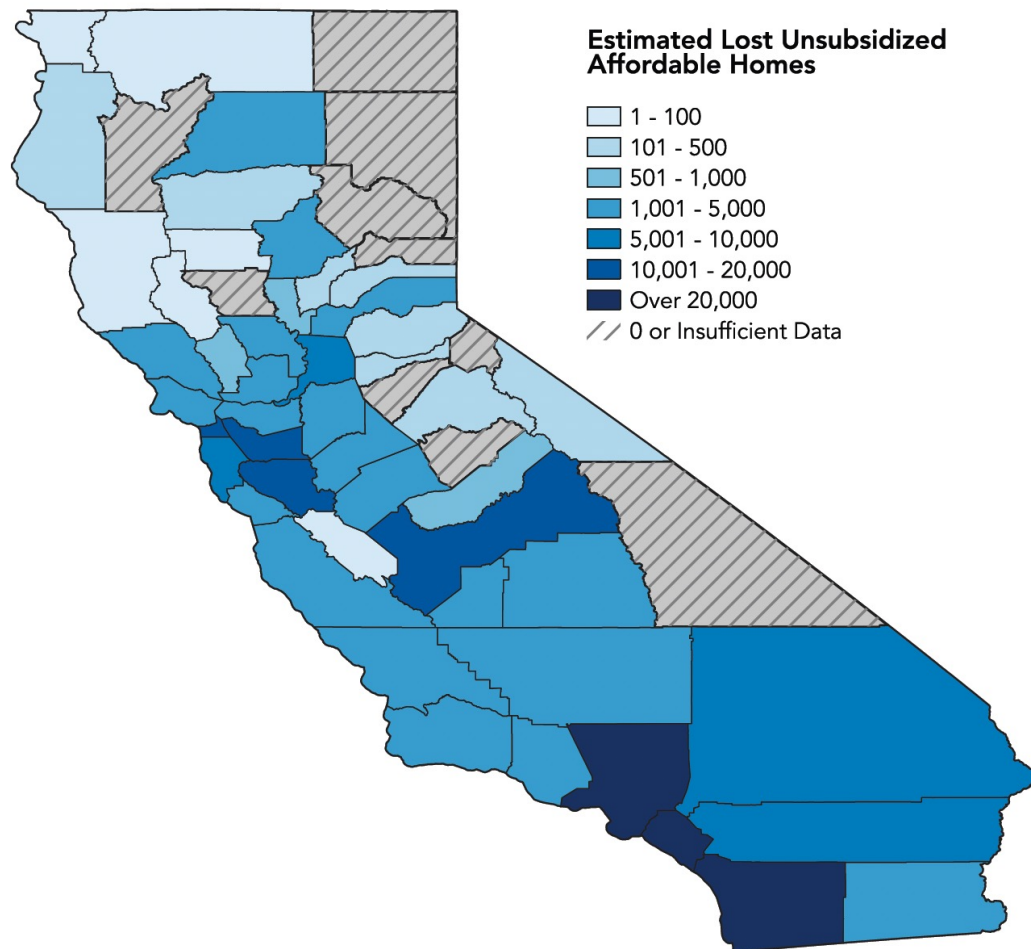 Estimated Lost Unsubsidized
Affordable Homes
1 - 100
101 - 500
501 - 1,000
1,001 - 5,000
5,001 - 10,000
10,001 - 20,000
Over 20,000
0 or Insufficient Data